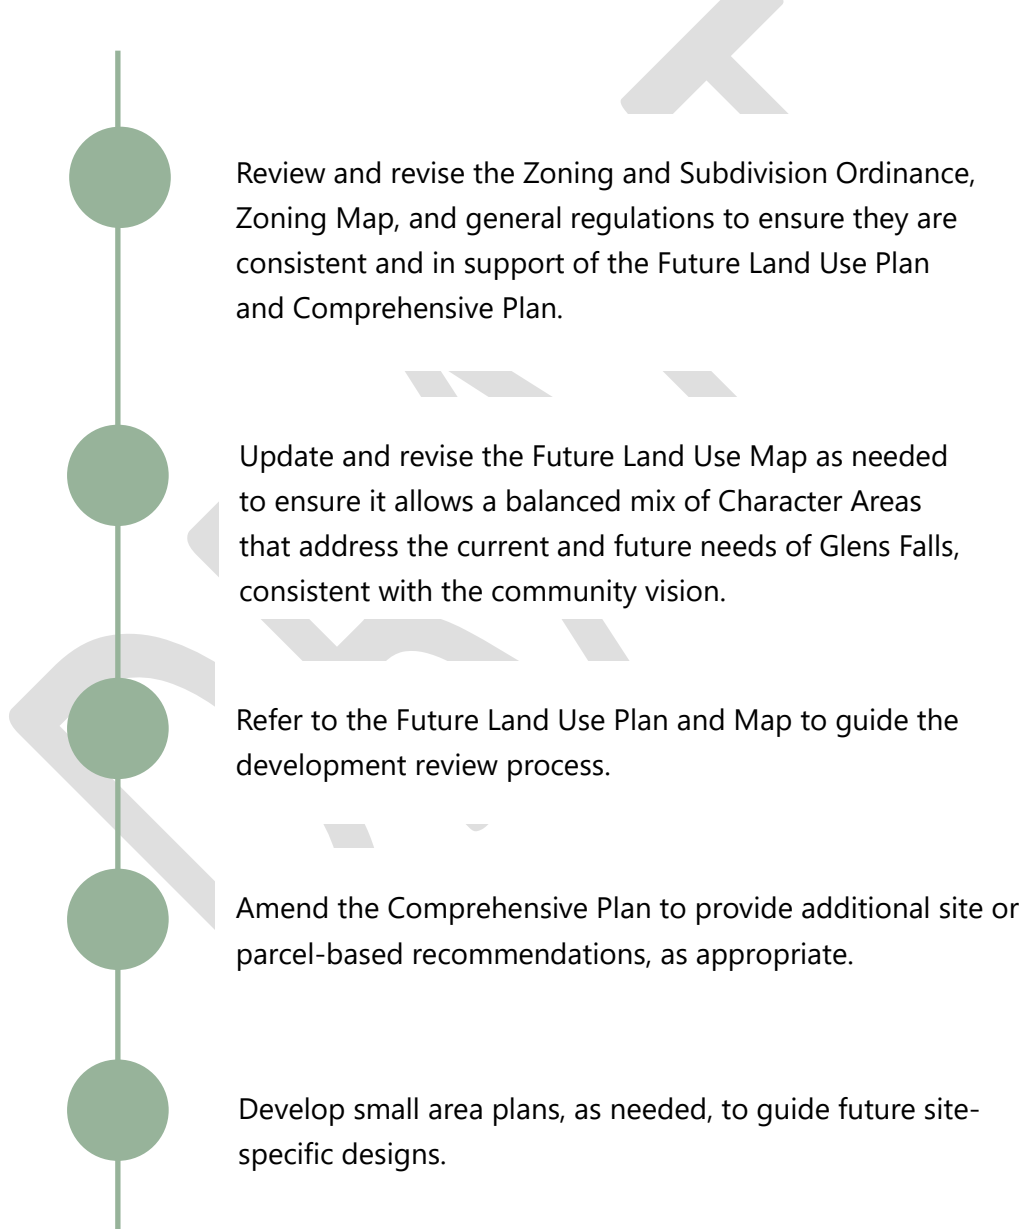 Review and revise the Zoning and Subdivision Ordinance,
Zoning Map, and general regulations to ensure they are
consistent and in support of the Future Land Use Plan
and Comprehensive Plan.
Update and revise the Future Land Use Map as needed
to ensure it allows a balanced mix of Character Areas
that address the current and future needs of Glens Falls,
consistent with the community vision.
Refer to the Future Land Use Plan and Map to guide the
development review process.
Amend the Comprehensive Plan to provide additional site or
parcel-based recommendations, as appropriate.
Develop small area plans, as needed, to guide future site-
specific designs.